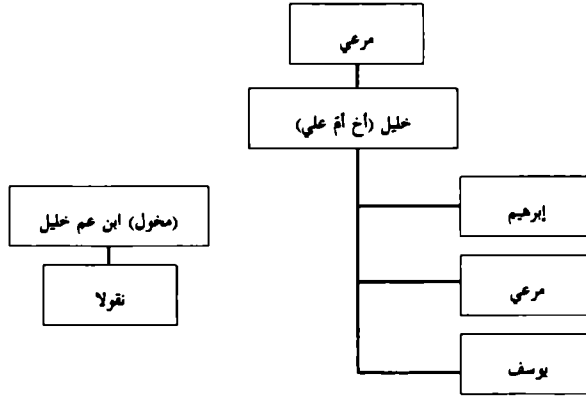 مرعي
خليل (أخ أمّ علي)
إبرهيم
(مخول) ابن عم خليل
مرعي
نقولا
يوسف